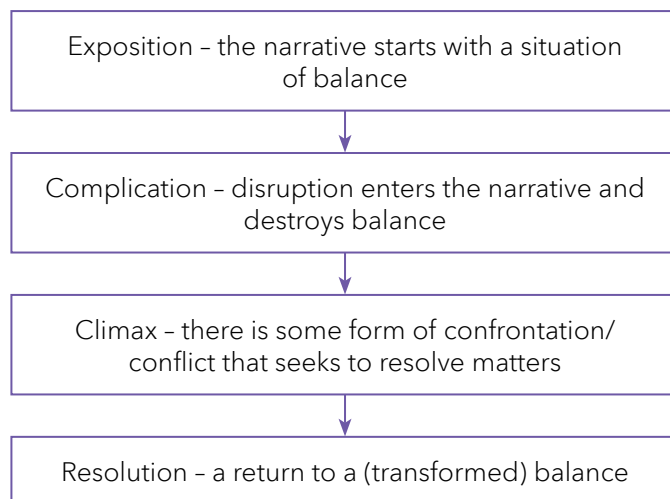 Exposition – the narrative starts with a situation
of balance
Complication – disruption enters the narrative and
destroys balance
Climax – there is some form of confrontation/
conflict that seeks to resolve matters
Resolution – a return to a (transformed) balance